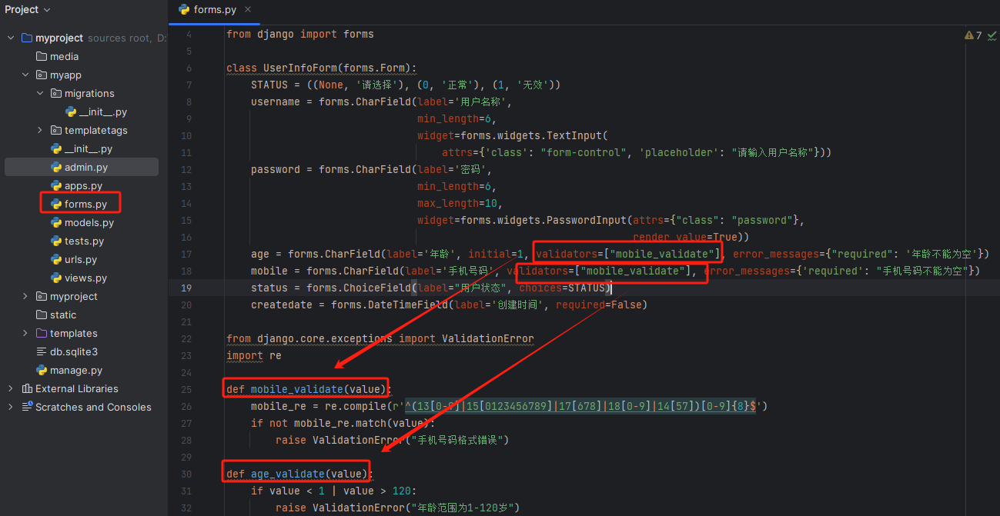 Project
forms.py
myproject sources root, D:
media
myapp
migrations
__init__.py
templatetags
__init__.py
admin.py
apps.py
forms.py
models.py
tests.py
urls.py
views.py
myproject
static
templates
db.sqlite3
manage.py
External Libraries
Scratches and Consoles
7
4 from django import forms
5
6 class UserInfoForm(forms.Form):
7 STATUS = ((None, '请选择'), (0, '正常'), (1, '无效'))
8 username = forms.CharField(label='用户名称',
9 min_length=6,
10 widget=forms.widgets.TextInput(
11 attrs={'class': "form-control", 'placeholder': "请输入用户名称"}))
12 password = forms.CharField(label='密码',
13 min_length=6,
14 max_length=10,
15 widget=forms.widgets.PasswordInput(attrs={"class": "password"},
16 render_value=True))
17 age = forms.CharField(label='年龄', initial=1, validators=["mobile_validate"], error_messages={"required": '年龄不能为空'})
18 mobile = forms.CharField(label='手机号码', validators=["mobile_validate"], error_messages={'required': "手机号码不能为空"})
19 status = forms.ChoiceField(label="用户状态", choices=STATUS)
20 createdate = forms.DateTimeField(label='创建时间', required=False)
21
22 from django.core.exceptions import ValidationError
23 import re
24
25 def mobile_validate(value):
26 mobile_re = re.compile(r'^(13[0-9]|15[0123456789]|17[678]|18[0-9]|14[57])[0-9]{8}$')
27 if not mobile_re.match(value):
28 raise ValidationError("手机号码格式错误")
29
30 def age_validate(value):
31 if value < 1 | value > 120:
32 raise ValidationError("年龄范围为1-120岁")